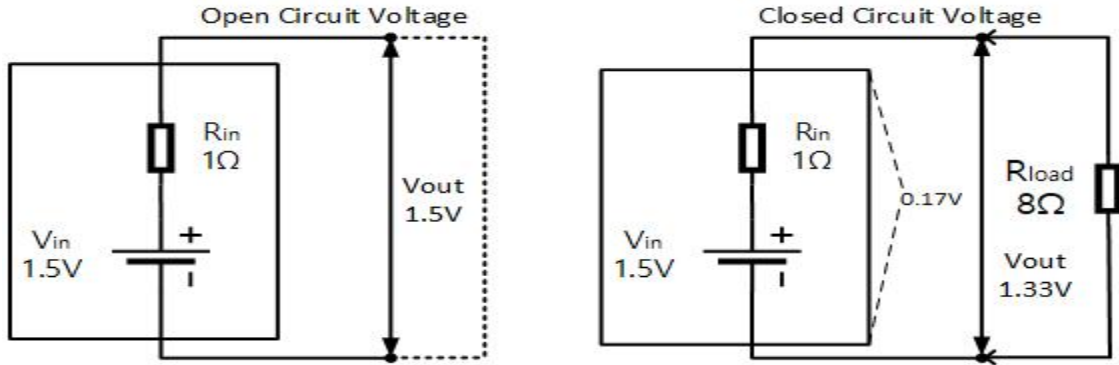 Open Circuit Voltage
Rin
1Ω
Vin
1.5V
+
-
Vout
1.5V
Closed Circuit Voltage
Rin
1Ω
Vin
1.5V
+
-
0.17V
Rload
8Ω
Vout
1.33V